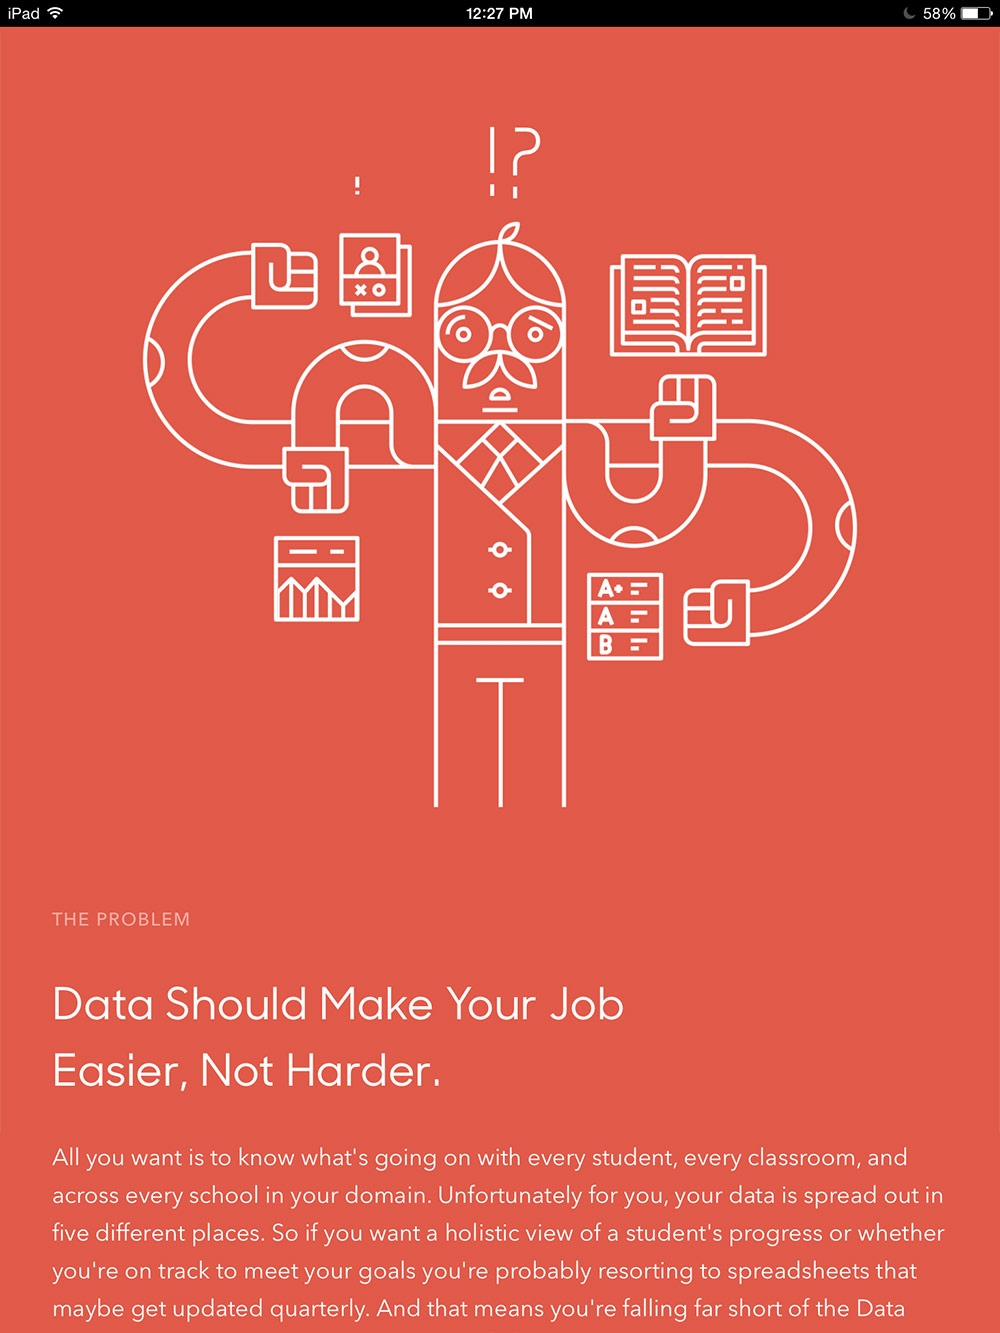 iPad 12:27 PM 58%
! !?
A+
A
B
THE PROBLEM
Data Should Make Your Job
Easier, Not Harder.
All you want is to know what's going on with every student, every classroom, and
across every school in your domain. Unfortunately for you, your data is spread out in
five different places. So if you want a holistic view of a student's progress or whether
you're on track to meet your goals you're probably resorting to spreadsheets that
maybe get updated quarterly. And that means you're falling far short of the Data